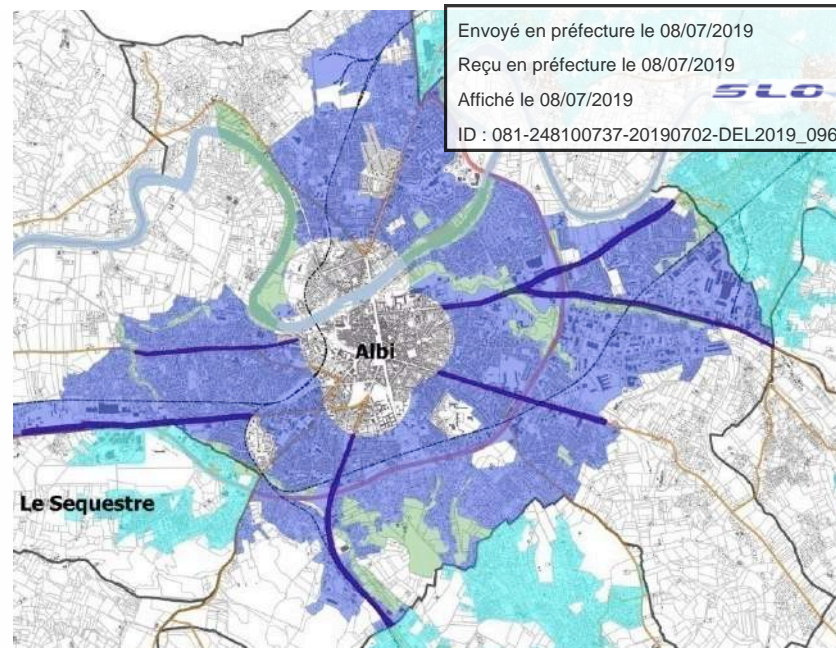 Envoyé en préfecture le 08/07/2019
Reçu en préfecture le 08/07/2019
Affiché le 08/07/2019
SLO
ID : 081-248100737-20190702-DEL2019_096
Albi
Le Sequestre